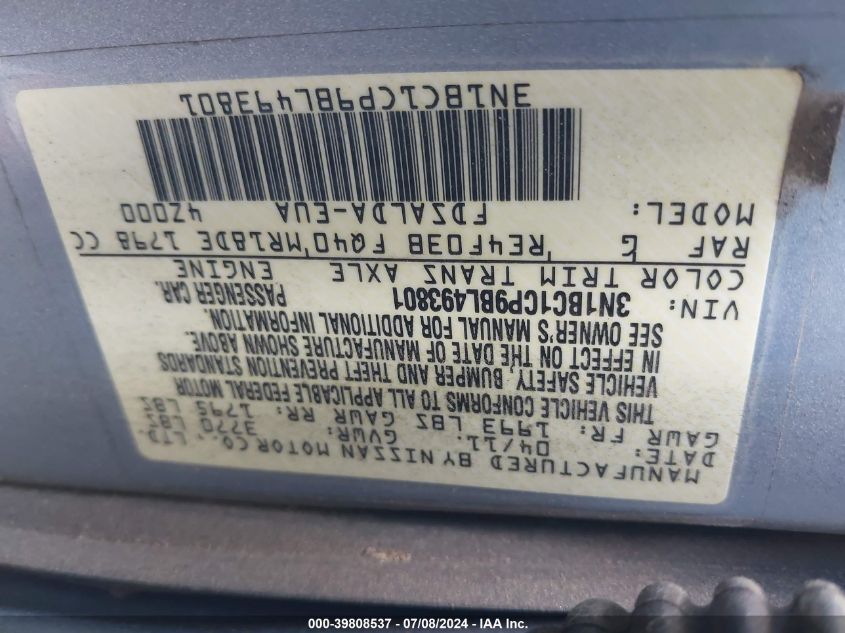 MANUFACTURED BY NISSAN MOTOR CO., LTD.
DATE: 04/11. GVWR: 3770 LBS
GAWR FR: 1993 LBS GAWR RR: 1795 LBS
THIS VEHICLE CONFORMS TO ALL APPLICABLE FEDERAL MOTOR
VEHICLE SAFETY, BUMPER AND THEFT PREVENTION STANDARDS
IN EFFECT ON THE DATE OF MANUFACTURE SHOWN ABOVE.
SEE OWNER'S MANUAL FOR ADDITIONAL INFORMATION.
VIN: 3N1BC1CP9BL493801 PASSENGER CAR.
COLOR TRIM TRANS AXLE ENGINE
RAF G 'RE4F03B FQ40'MR18DE 1798 CC
MODEL: FDSALDA-EUA 42000
3N1BC1CP9BL493801
000-39808537 - 07/08/2024 - IAA Inc.